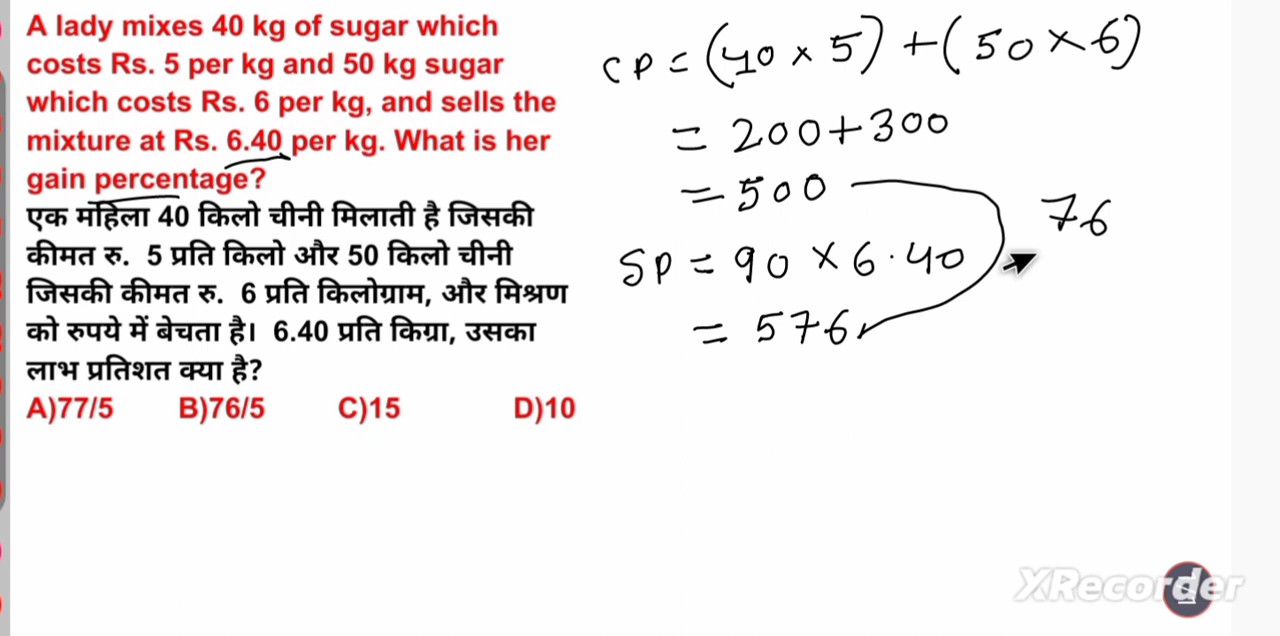 A lady mixes 40 kg of sugar which
costs Rs. 5 per kg and 50 kg sugar
which costs Rs. 6 per kg, and sells the
mixture at Rs. 6.40 per kg. What is her
gain percentage?
एक महिला 40 किलो चीनी मिलाती है जिसकी
कीमत रु. 5 प्रति किलो और 50 किलो चीनी
जिसकी कीमत रु. 6 प्रति किलोग्राम, और मिश्रण
को रुपये में बेचता है। 6.40 प्रति किग्रा, उसका
लाभ प्रतिशत क्या है?
A)77/5 B)76/5 C)15 D)10
CP = (40 × 5) + (50 × 6)
= 200+300
= 500
76
SP = 90 × 6.40
= 576
XRecorder